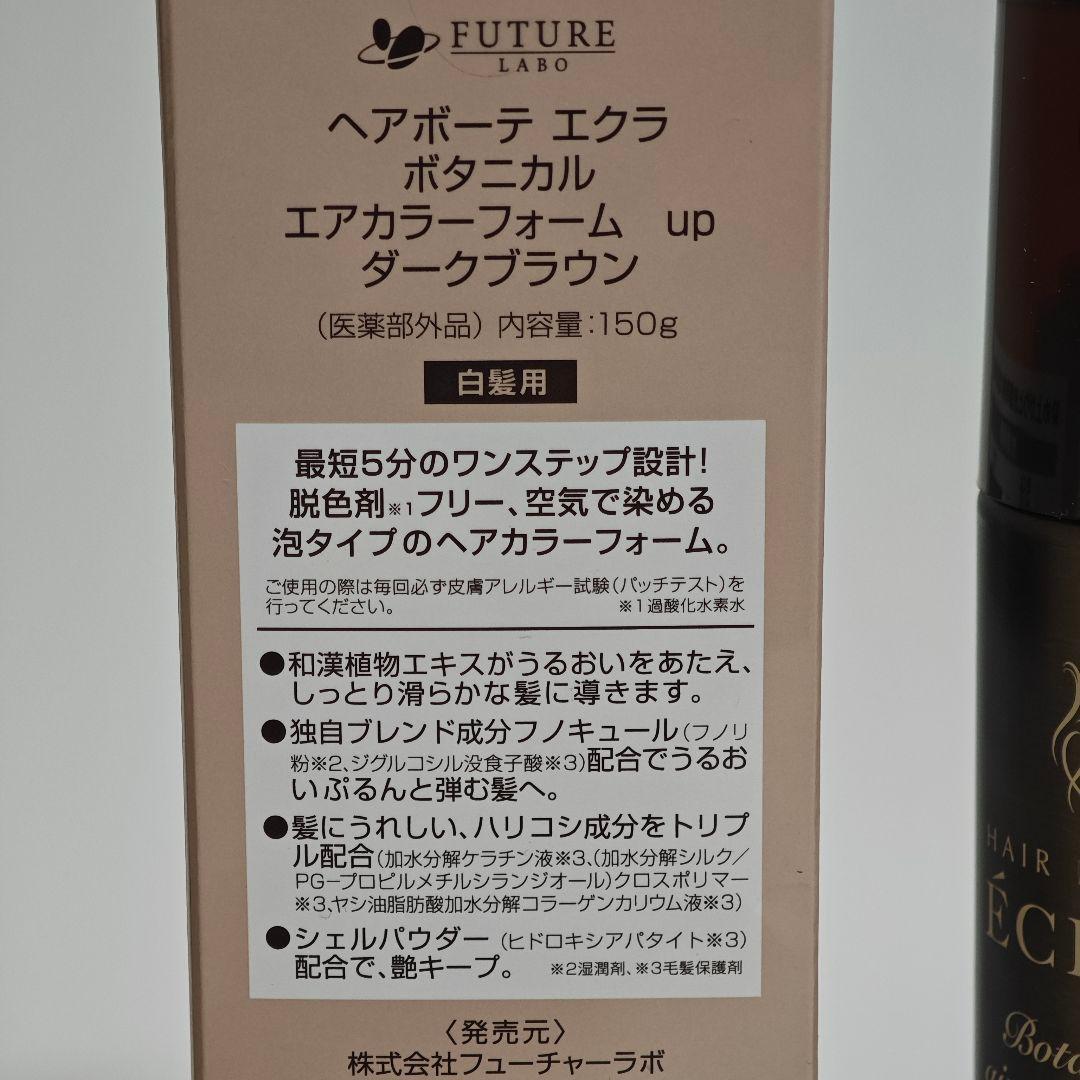 FUTURE
LABO
ヘアボーテ エクラ
ボタニカル
エアカラーフォーム up
ダークブラウン
(医薬部外品) 内容量:150g
白髪用
最短5分のワンステップ設計!
脱色剤※1フリー、空気で染める
泡タイプのヘアカラーフォーム。
ご使用の際は毎回必ず皮膚アレルギー試験(パッチテスト)を
行ってください。 ※1過酸化水素水
●和漢植物エキスがうるおいをあたえ、
しっとり滑らかな髪に導きます。
●独自ブレンド成分フノキュール(フノリ
粉※2、ジグルコシル没食子酸※3)配合でうるお
いぷるんと弾む髪へ。
●髪にうれしい、ハリコシ成分をトリプ
ル配合(加水分解ケラチン液※3、(加水分解シルク/
PG-プロピルメチルシランジオール)クロスポリマー
※3、ヤシ油脂肪酸加水分解コラーゲンカリウム液※3)
●シェルパウダー(ヒドロキシアパタイト※3)
配合で、艶キープ。 ※2湿潤剤、※3毛髪保護剤
〈発売元〉
株式会社フューチャーラボ
HAIR
ÉCL
Bota